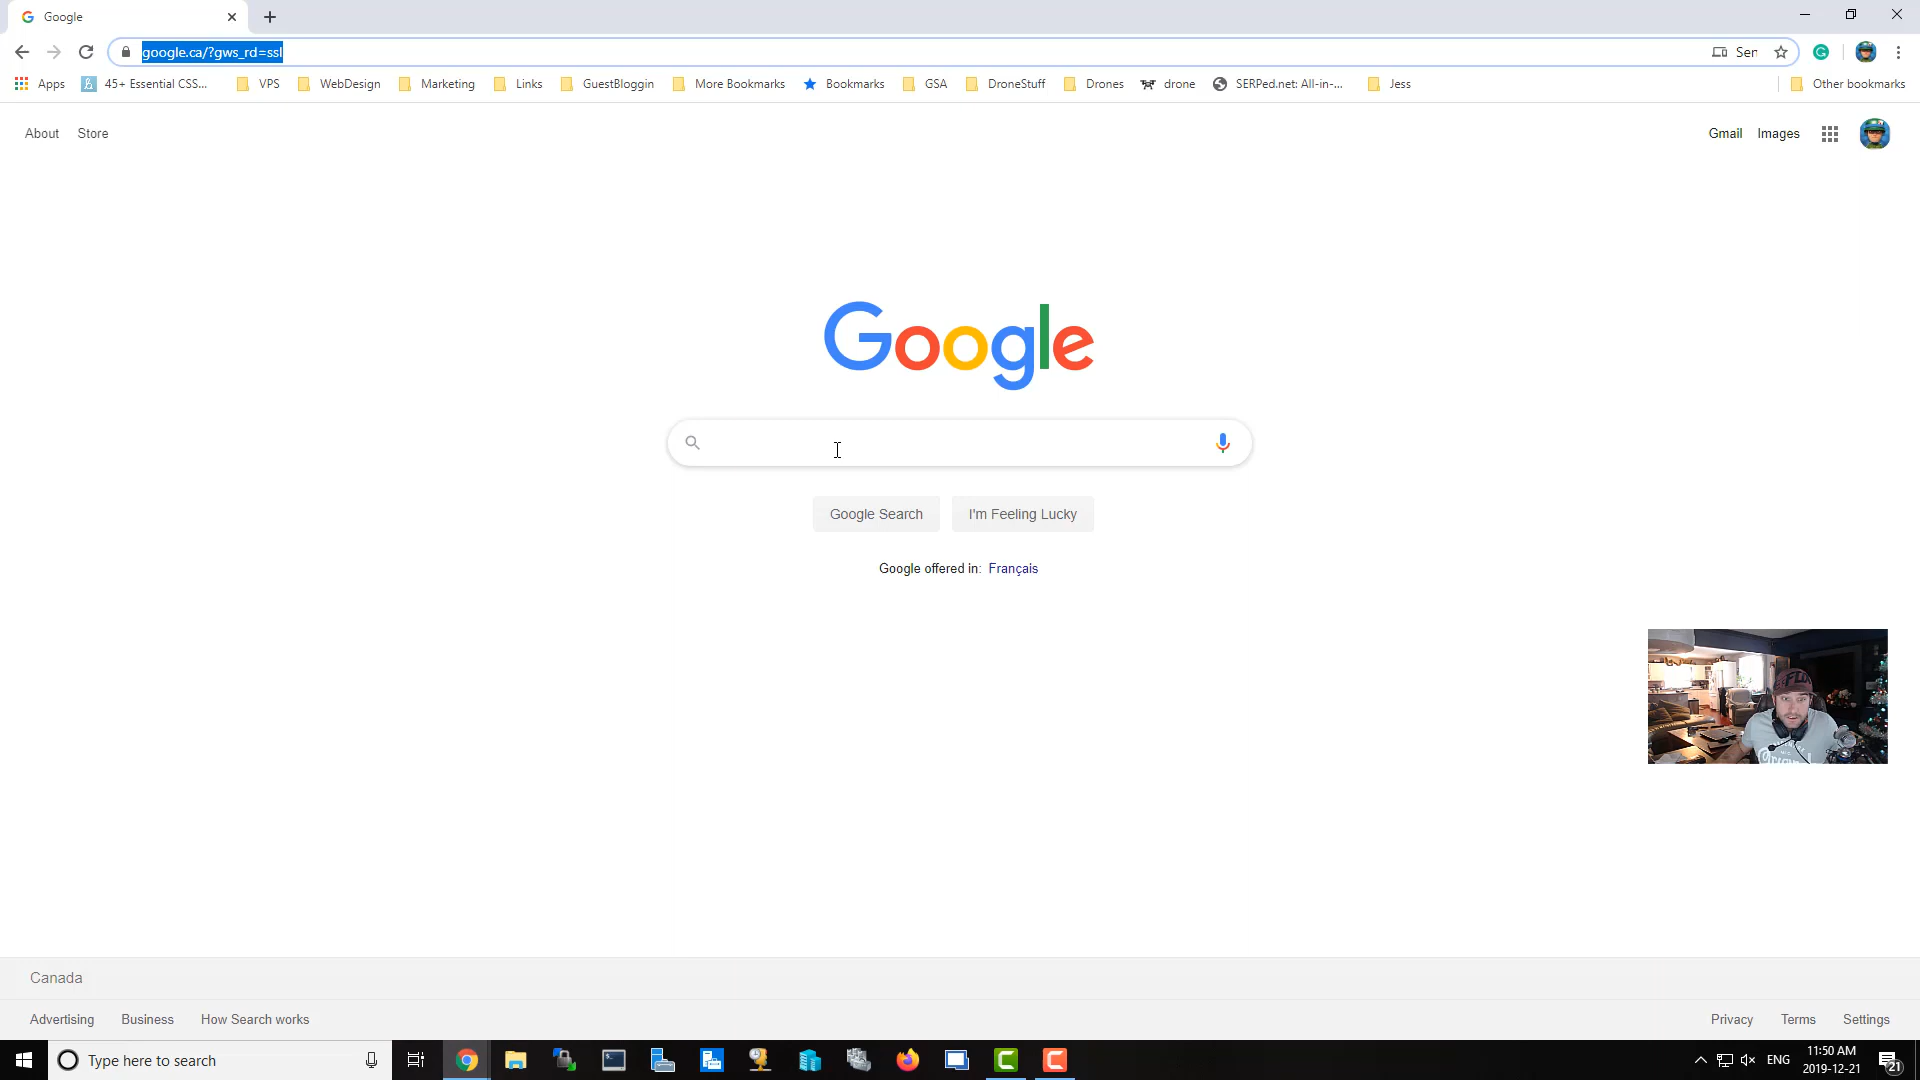 Google
google.ca/?gws_rd=ssl
Sen
Apps
45+ Essential CSS...
VPS
WebDesign
Marketing
Links
GuestBloggin
More Bookmarks
Bookmarks
GSA
DroneStuff
Drones
drone
SERPed.net: All-in-...
Jess
Other bookmarks
About
Store
Gmail
Images
Google
Google Search
I'm Feeling Lucky
Google offered in: Français
Canada
Advertising
Business
How Search works
Privacy
Terms
Settings
Type here to search
ENG
11:50 AM
2019-12-21
21